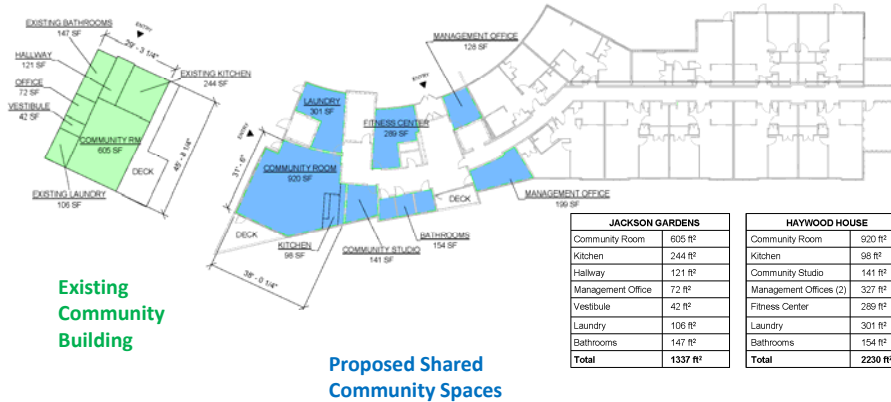 EXISTING BATHROOMS
147 SF
ENTRY
29' - 3 1/4"
HALLWAY
121 SF
EXISTING KITCHEN
244 SF
OFFICE
72 SF
VESTIBULE
42 SF
COMMUNITY RM
605 SF
DECK
EXISTING LAUNDRY
106 SF
MANAGEMENT OFFICE
128 SF
ENTRY
LAUNDRY
301 SF
FITNESS CENTER
289 SF
ENTRY
31' - 6"
COMMUNITY ROOM
920 SF
DECK
MANAGEMENT OFFICE
199 SF
DECK
KITCHEN
98 SF
COMMUNITY STUDIO
141 SF
BATHROOMS
154 SF
38' - 0 1/4"
Existing
Community
Building
Proposed Shared
Community Spaces
JACKSON GARDENS
Community Room 605 ft²
Kitchen 244 ft²
Hallway 121 ft²
Management Office 72 ft²
Vestibule 42 ft²
Laundry 106 ft²
Bathrooms 147 ft²
Total 1337 ft²
HAYWOOD HOUSE
Community Room 920 ft²
Kitchen 98 ft²
Community Studio 141 ft²
Management Offices (2) 327 ft²
Fitness Center 289 ft²
Laundry 301 ft²
Bathrooms 154 ft²
Total 2230 ft²